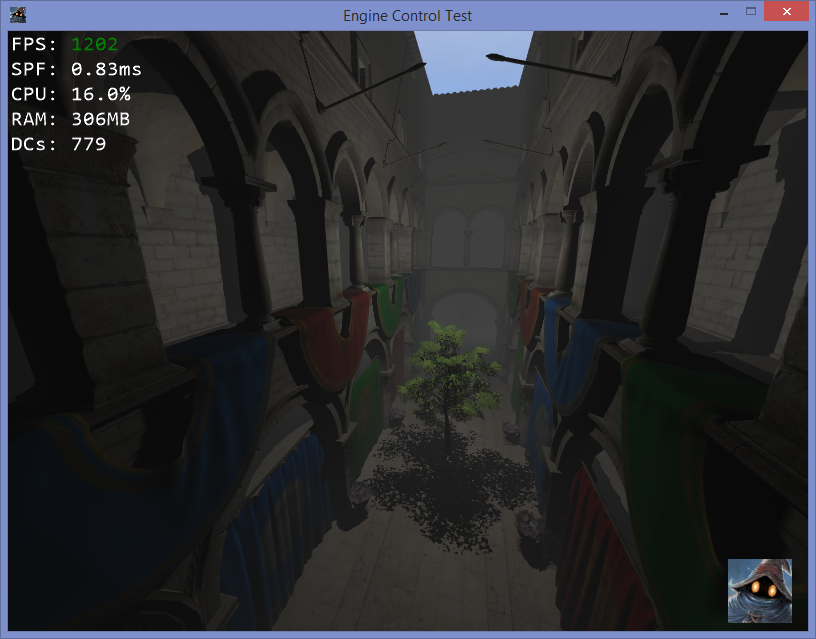 Engine Control Test
FPS: 1202
SPF: 0.83ms
CPU: 16.0%
RAM: 306MB
DCs: 779